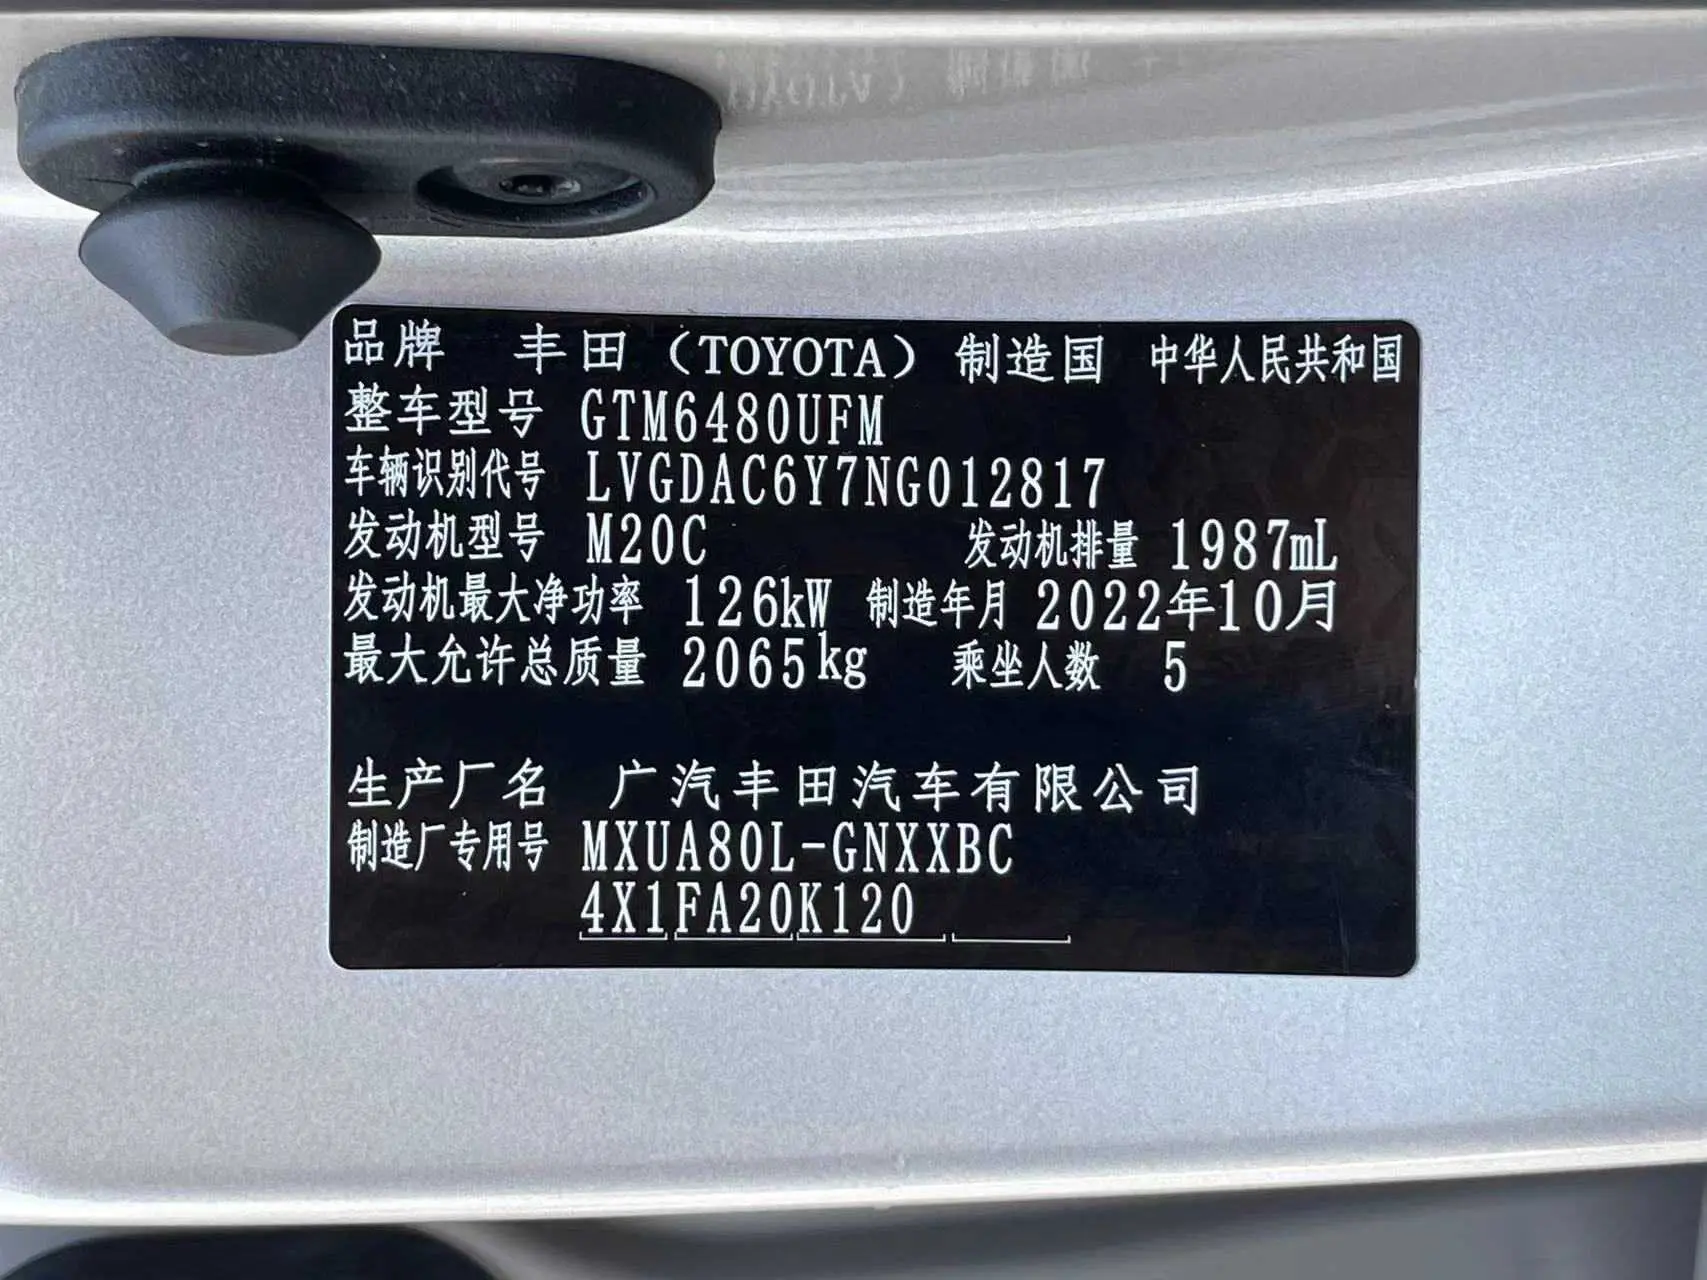 品牌 丰田（TOYOTA）制造国 中华人民共和国
整车型号 GTM6480UFM
车辆识别代号 LVGDAC6Y7NG012817
发动机型号 M20C 发动机排量 1987mL
发动机最大净功率 126kW 制造年月 2022年10月
最大允许总质量 2065kg 乘坐人数 5
生产厂名 广汽丰田汽车有限公司
制造厂专用号 MXUA80L-GNXXBC
4X1FA20K120